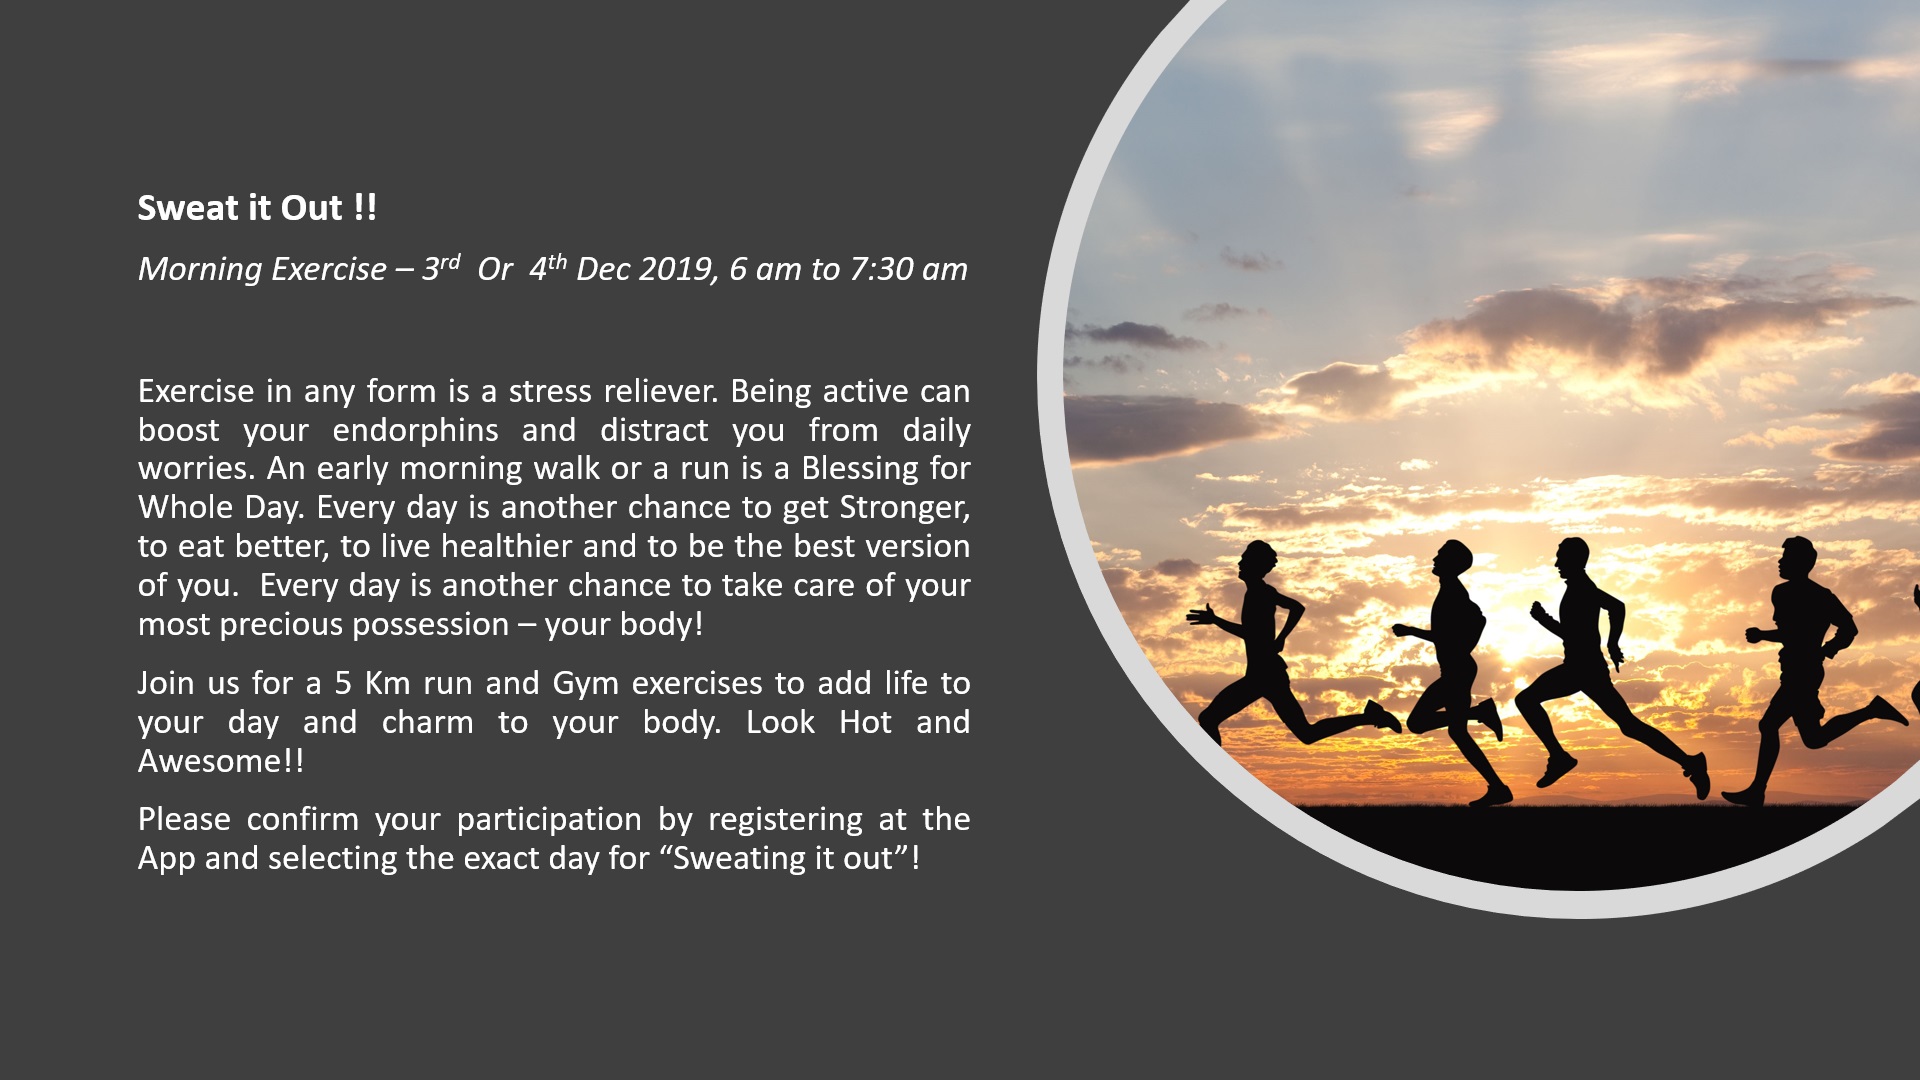 Sweat it Out !!
Morning Exercise – 3rd  Or  4th Dec 2019, 6 am to 7:30 am
Exercise in any form is a stress reliever. Being active can
boost your endorphins and distract you from daily
worries. An early morning walk or a run is a Blessing for
Whole Day. Every day is another chance to get Stronger,
to eat better, to live healthier and to be the best version
of you.  Every day is another chance to take care of your
most precious possession – your body!
Join us for a 5 Km run and Gym exercises to add life to
your day and charm to your body. Look Hot and
Awesome!!
Please confirm your participation by registering at the
App and selecting the exact day for “Sweating it out”!